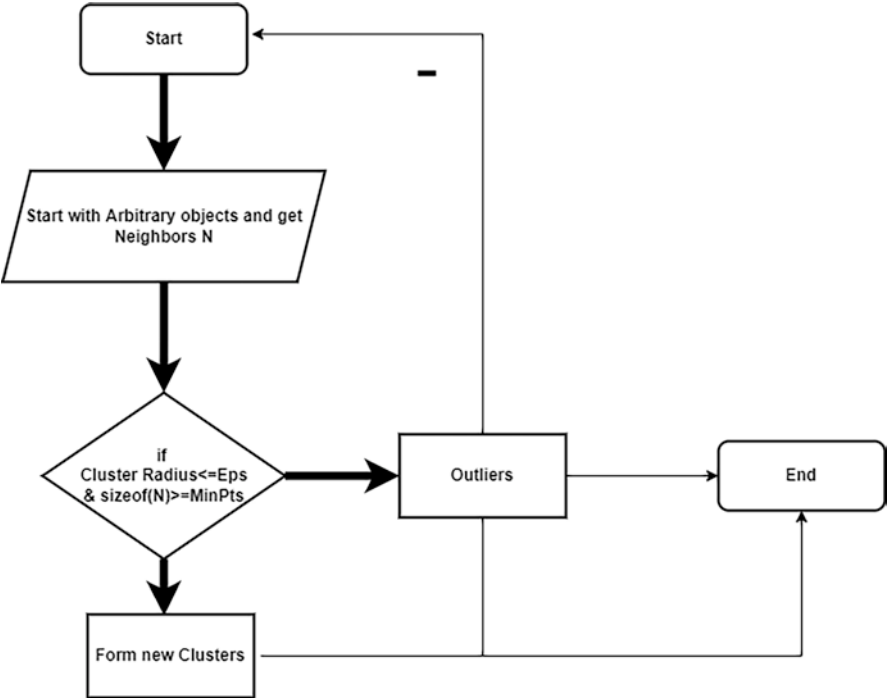 Start
Start with Arbitrary objects and get
Neighbors N
if
Cluster Radius<=Eps
& sizeof(N)>=MinPts
Outliers
End
Form new Clusters